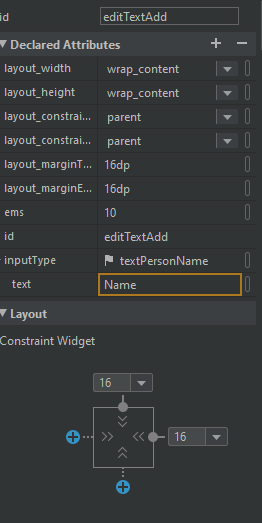 id editTextAdd
Declared Attributes
layout_width wrap_content
layout_height wrap_content
layout_constrai... parent
layout_constrai... parent
layout_marginT... 16dp
layout_marginE... 16dp
ems 10
id editTextAdd
inputType textPersonName
text Name
Layout
Constraint Widget
16
16